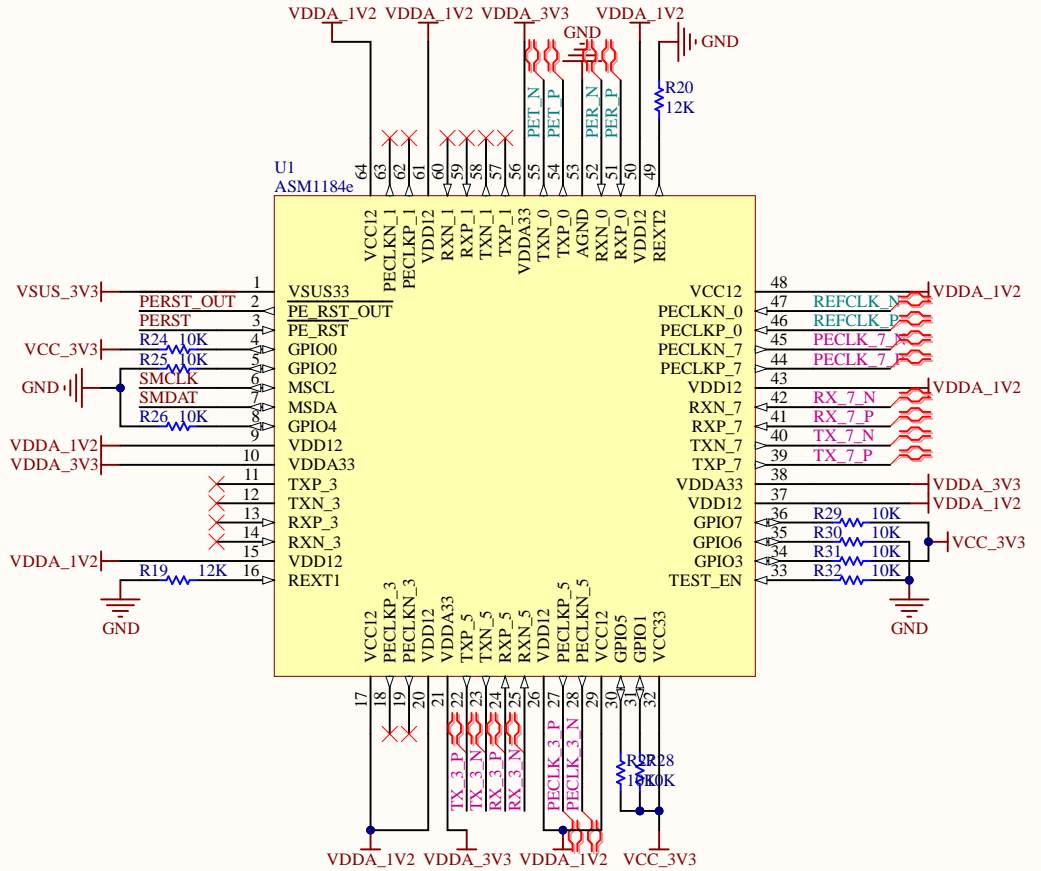 VDDA_1V2 VDDA_1V2 VDDA_3V3 VDDA_1V2
GND
GND
R20
12K
PET_N
PET_P
PER_N
PER_P
64 63 62 61 60 59 58 57 56 55 54 53 52 51 50 49
U1
ASM1184e
VCC12
PECLKN_1
PECLKP_1
VDD12
RXN_1
RXP_1
TXN_1
TXP_1
VDDA33
TXN_0
TXP_0
AGND
RXN_0
RXP_0
VDD12
REXT2
VSUS_3V3 1 VSUS33
PERST_OUT 2 PE_RST_OUT
PERST 3 PE_RST
VCC_3V3 R24 10K 4 GPIO0
R25 10K 5 GPIO2
GND SMCLK 6 MSCL
SMDAT 7 MSDA
R26 10K 8 GPIO4
VDDA_1V2 9 VDD12
VDDA_3V3 10 VDDA33
11 TXP_3
12 TXN_3
13 RXP_3
14 RXN_3
VDDA_1V2 15 VDD12
R19 12K 16 REXT1
GND
VCC12 48 VDDA_1V2
PECLKN_0 47 REFCLK_N
PECLKP_0 46 REFCLK_P
PECLKN_7 45 PECLK_7_N
PECLKP_7 44 PECLK_7_P
VDD12 43 VDDA_1V2
RXN_7 42 RX_7_N
RXP_7 41 RX_7_P
TXN_7 40 TX_7_N
TXP_7 39 TX_7_P
VDDA33 38 VDDA_3V3
VDD12 37 VDDA_1V2
GPIO7 36 R29 10K
GPIO6 35 R30 10K VCC_3V3
GPIO3 34 R31 10K
TEST_EN 33 R32 10K
GND
VCC12
PECLKP_3
PECLKN_3
VDD12
VDDA33
TXP_5
TXN_5
RXP_5
RXN_5
VDD12
PECLKP_5
PECLKN_5
VCC12
GPIO5
GPIO1
VCC33
17 18 19 20 21 22 23 24 25 26 27 28 29 30 31 32
TX_3_P
TX_3_N
RX_3_P
RX_3_N
PECLK_3_P
PECLK_3_N
R28
10K
VDDA_1V2 VDDA_3V3 VDDA_1V2 VCC_3V3